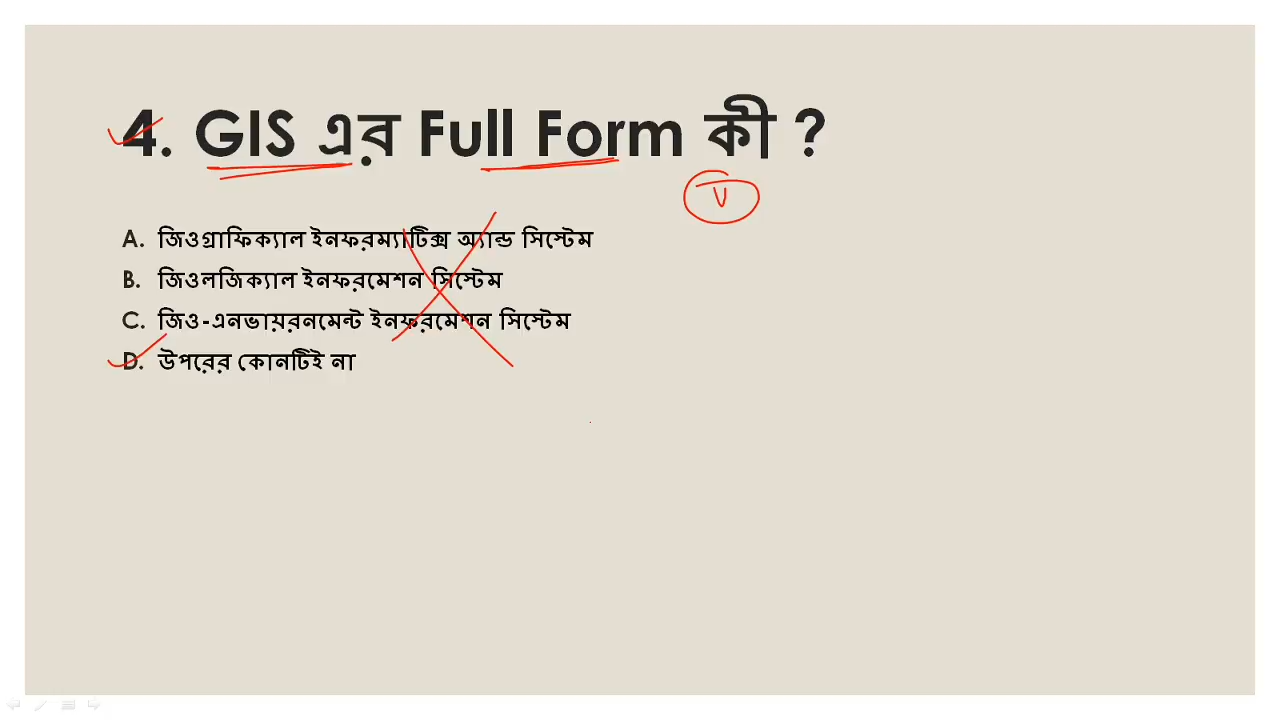 4. GIS এর Full Form কী ?
A. জিওগ্রাফিক্যাল ইনফরম্যাটিক্স অ্যান্ড সিস্টেম
B. জিওলজিক্যাল ইনফরমেশন সিস্টেম
C. জিও-এনভায়রনমেন্ট ইনফরমেশন সিস্টেম
D. উপরের কোনটিই না